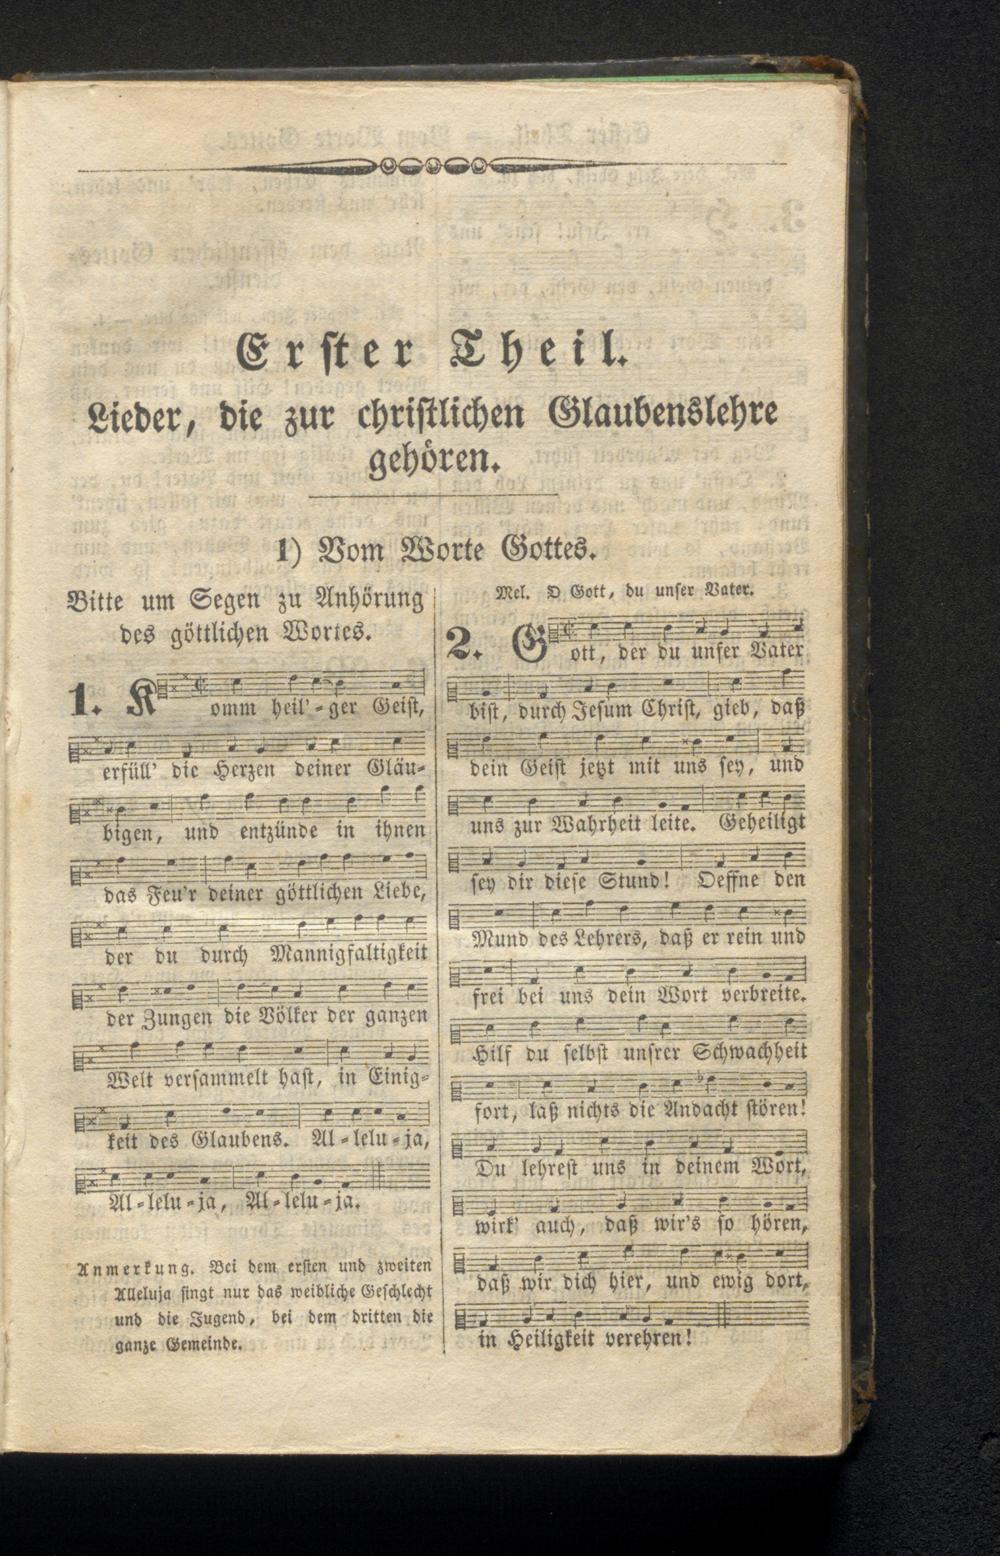 Erster Theil.
Lieder, die zur christlichen Glaubenslehre
gehören.
1) Vom Worte Gottes.
Bitte um Segen zu Anhörung
des göttlichen Wortes.
1. Komm heil'-ger Geist,
erfüll' die Herzen deiner Gläu-
bigen, und entzünde in ihnen
das Feu'r deiner göttlichen Liebe,
der du durch Mannigfaltigkeit
der Zungen die Völker der ganzen
Welt versammelt hast, in Einig-
keit des Glaubens. Al-lelu-ja,
Al-lelu-ja, Al-lelu-ja.
Anmerkung. Bei dem ersten und zweiten
Alleluja singt nur das weibliche Geschlecht
und die Jugend, bei dem dritten die
ganze Gemeinde.
Mel. O Gott, du unser Vater.
2. Gott, der du unser Vater
bist, durch Jesum Christ, gieb, daß
dein Geist jetzt mit uns sey, und
uns zur Wahrheit leite. Geheiligt
sey dir diese Stund! Oeffne den
Mund des Lehrers, daß er rein und
frei bei uns dein Wort verbreite.
Hilf du selbst unsrer Schwachheit
fort, laß nichts die Andacht stören!
Du lehrest uns in deinem Wort,
wirk' auch, daß wir's so hören,
daß wir dich hier, und ewig dort,
in Heiligkeit verehren!